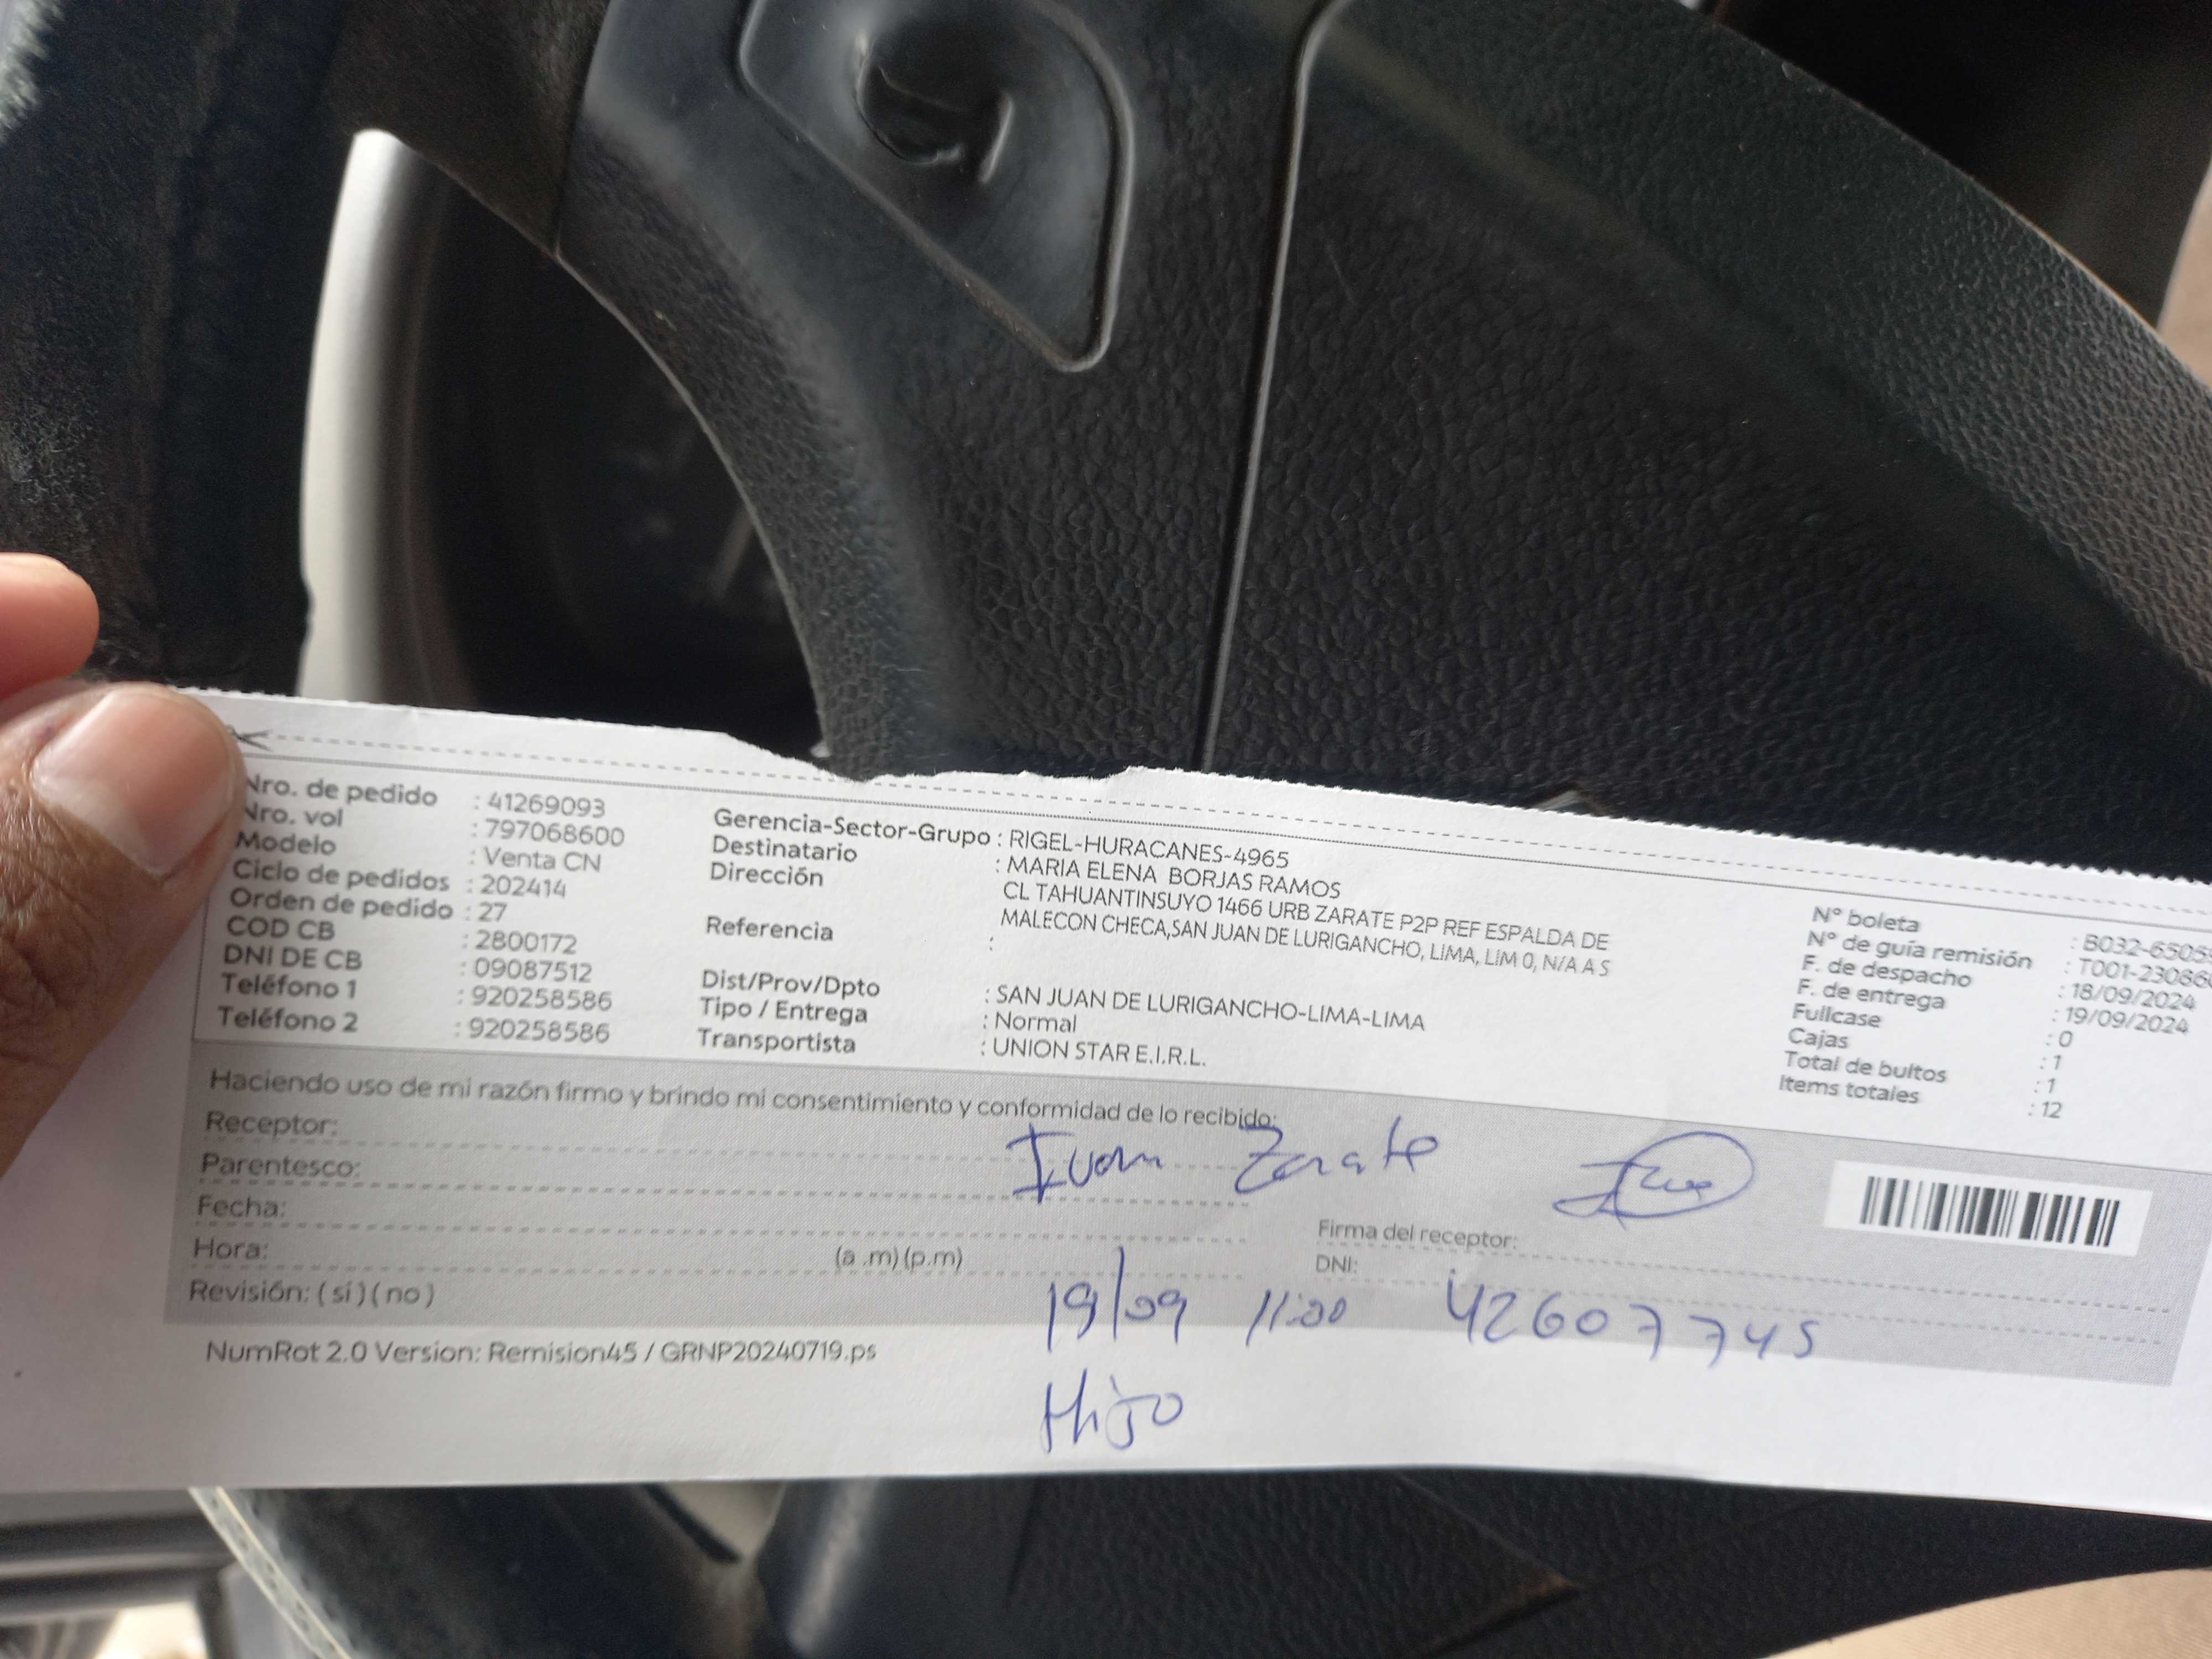 Nro. de pedido : 41269093
Nro. vol : 797068600
Modelo : Venta CN
Ciclo de pedidos : 202414
Orden de pedido : 27
COD CB : 2800172
DNI DE CB : 09087512
Teléfono 1 : 920258586
Teléfono 2 : 920258586
Gerencia-Sector-Grupo : RIGEL-HURACANES-4965
Destinatario : MARIA ELENA BORJAS RAMOS
Dirección CL TAHUANTINSUYO 1466 URB ZARATE P2P REF ESPALDA DE
MALECON CHECA,SAN JUAN DE LURIGANCHO, LIMA, LIM 0, N/A A S
Referencia :
Dist/Prov/Dpto : SAN JUAN DE LURIGANCHO-LIMA-LIMA
Tipo / Entrega : Normal
Transportista : UNION STAR E.I.R.L.
N° boleta : B032-6505
N° de guía remisión : T001-23086
F. de despacho : 18/09/2024
F. de entrega : 19/09/2024
Fullcase : 0
Cajas : 1
Total de bultos : 1
Items totales : 12
Haciendo uso de mi razón firmo y brindo mi consentimiento y conformidad de lo recibido:
Receptor: Ivan Zarate
Parentesco:
Fecha:
Hora: (a .m) (p.m)
Revisión: ( sí ) ( no )
Firma del receptor:
DNI:
19/09 11:00 42607745
Hijo
NumRot 2.0 Version: Remision45 / GRNP20240719.ps